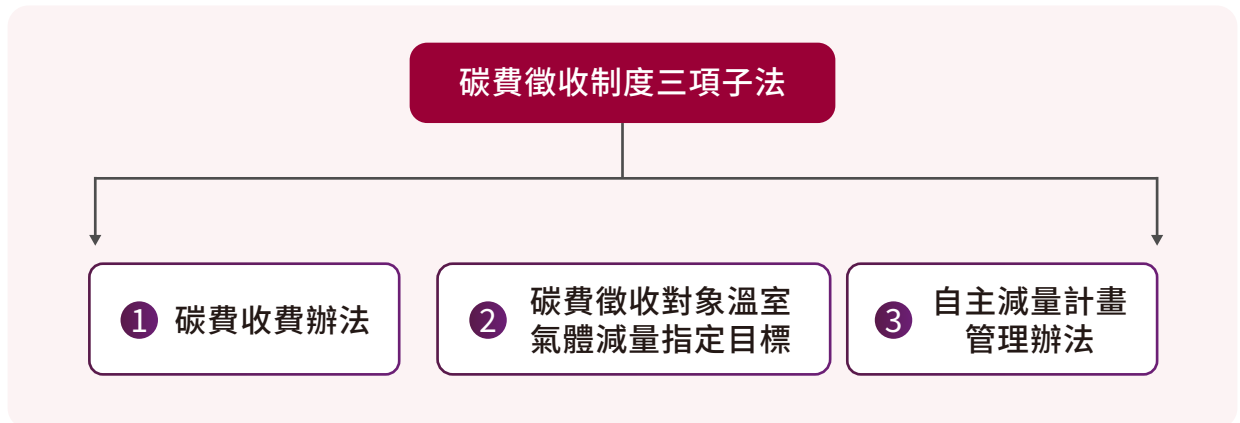 碳費徵收制度三項子法
1 碳費收費辦法
2 碳費徵收對象溫室
氣體減量指定目標
3 自主減量計畫
管理辦法